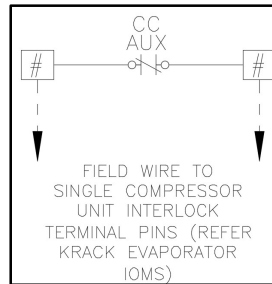 CC
AUX
# #
FIELD WIRE TO
SINGLE COMPRESSOR
UNIT INTERLOCK
TERMINAL PINS (REFER
KRACK EVAPORATOR
IOMS)